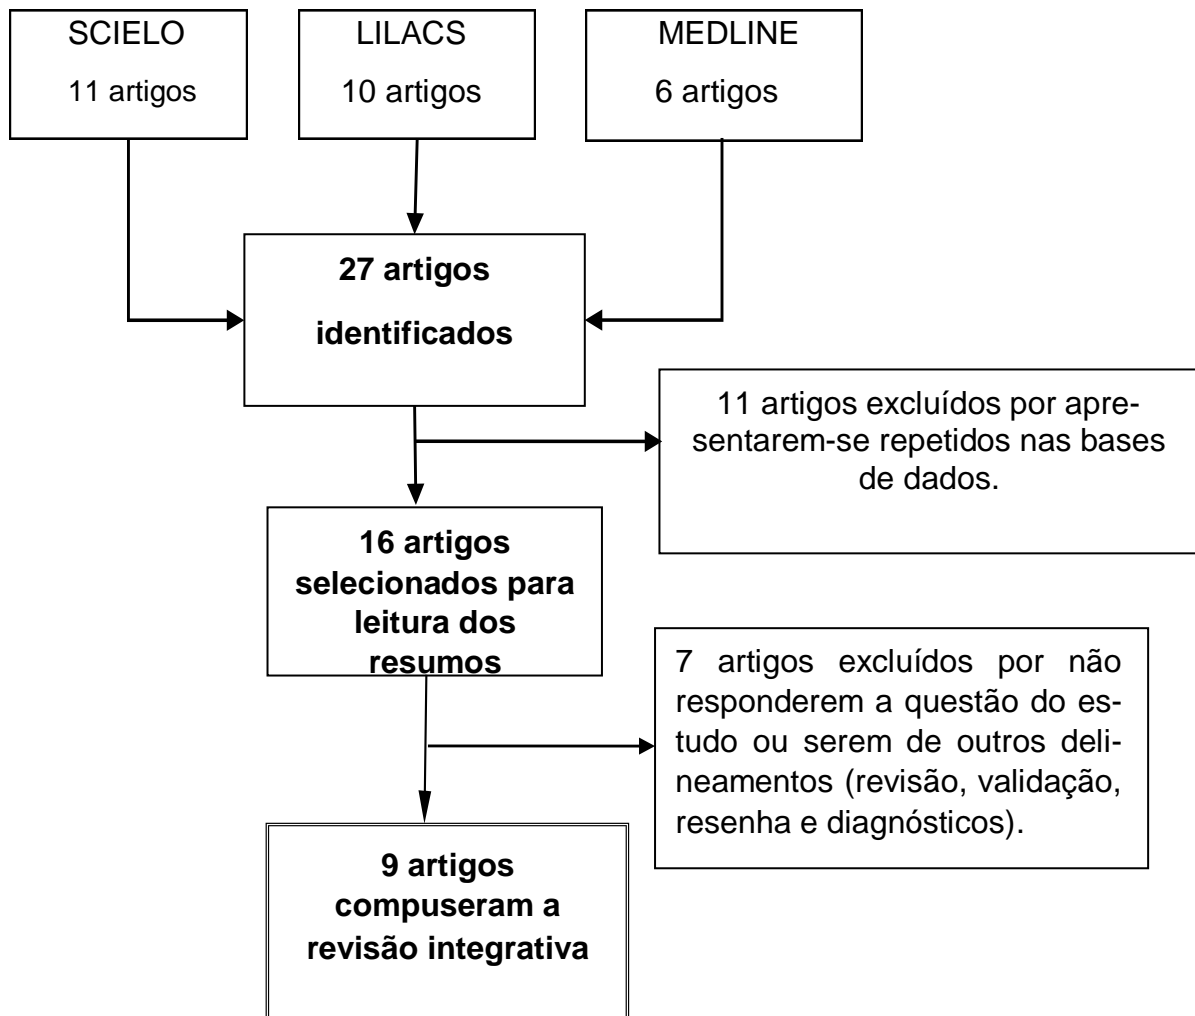 SCIELO
11 artigos
LILACS
10 artigos
MEDLINE
6 artigos
27 artigos
identificados
11 artigos excluídos por apre-
sentarem-se repetidos nas bases
de dados.
16 artigos
selecionados para
leitura dos
resumos
7 artigos excluídos por não
responderem a questão do es-
tudo ou serem de outros deli-
neamentos (revisão, validação,
resenha e diagnósticos).
9 artigos
compuseram a
revisão integrativa